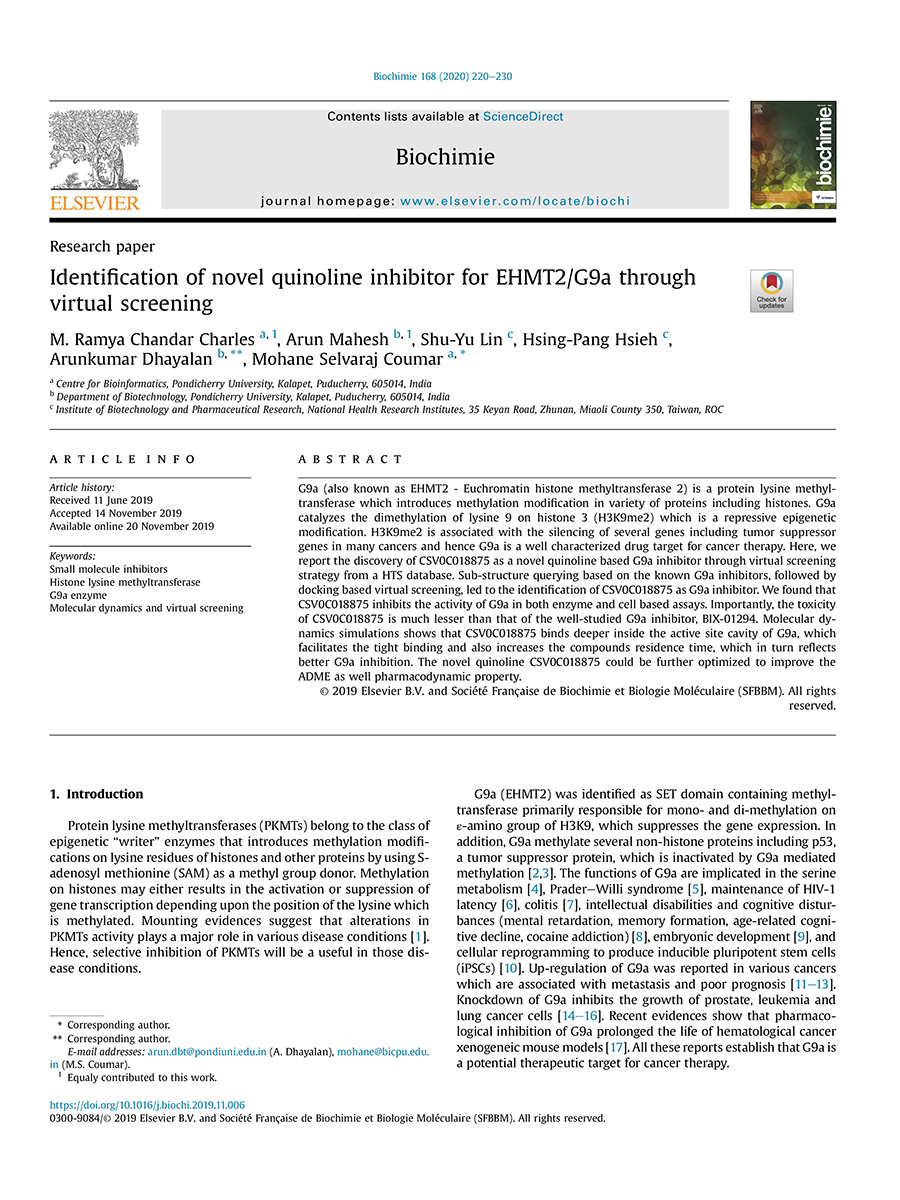 Biochimie 168 (2020) 220–230
Contents lists available at ScienceDirect
Biochimie
journal homepage: www.elsevier.com/locate/biochi
ELSEVIER
biochimie
Research paper
Identification of novel quinoline inhibitor for EHMT2/G9a through
virtual screening
Check for
updates
M. Ramya Chandar Charles a, 1, Arun Mahesh b, 1, Shu-Yu Lin c, Hsing-Pang Hsieh c,
Arunkumar Dhayalan b, **, Mohane Selvaraj Coumar a, *
a Centre for Bioinformatics, Pondicherry University, Kalapet, Puducherry, 605014, India
b Department of Biotechnology, Pondicherry University, Kalapet, Puducherry, 605014, India
c Institute of Biotechnology and Pharmaceutical Research, National Health Research Institutes, 35 Keyan Road, Zhunan, Miaoli County 350, Taiwan, ROC
ARTICLE INFO
Article history:
Received 11 June 2019
Accepted 14 November 2019
Available online 20 November 2019
Keywords:
Small molecule inhibitors
Histone lysine methyltransferase
G9a enzyme
Molecular dynamics and virtual screening
ABSTRACT
G9a (also known as EHMT2 - Euchromatin histone methyltransferase 2) is a protein lysine methyl-
transferase which introduces methylation modification in variety of proteins including histones. G9a
catalyzes the dimethylation of lysine 9 on histone 3 (H3K9me2) which is a repressive epigenetic
modification. H3K9me2 is associated with the silencing of several genes including tumor suppressor
genes in many cancers and hence G9a is a well characterized drug target for cancer therapy. Here, we
report the discovery of CSV0C018875 as a novel quinoline based G9a inhibitor through virtual screening
strategy from a HTS database. Sub-structure querying based on the known G9a inhibitors, followed by
docking based virtual screening, led to the identification of CSV0C018875 as G9a inhibitor. We found that
CSV0C018875 inhibits the activity of G9a in both enzyme and cell based assays. Importantly, the toxicity
of CSV0C018875 is much lesser than that of the well-studied G9a inhibitor, BIX-01294. Molecular dy-
namics simulations shows that CSV0C018875 binds deeper inside the active site cavity of G9a, which
facilitates the tight binding and also increases the compounds residence time, which in turn reflects
better G9a inhibition. The novel quinoline CSV0C018875 could be further optimized to improve the
ADME as well pharmacodynamic property.
© 2019 Elsevier B.V. and Société Française de Biochimie et Biologie Moléculaire (SFBBM). All rights
reserved.
1. Introduction
Protein lysine methyltransferases (PKMTs) belong to the class of
epigenetic “writer” enzymes that introduces methylation modifi-
cations on lysine residues of histones and other proteins by using S-
adenosyl methionine (SAM) as a methyl group donor. Methylation
on histones may either results in the activation or suppression of
gene transcription depending upon the position of the lysine which
is methylated. Mounting evidences suggest that alterations in
PKMTs activity plays a major role in various disease conditions [1].
Hence, selective inhibition of PKMTs will be a useful in those dis-
ease conditions.
G9a (EHMT2) was identified as SET domain containing methyl-
transferase primarily responsible for mono- and di-methylation on
ε-amino group of H3K9, which suppresses the gene expression. In
addition, G9a methylate several non-histone proteins including p53,
a tumor suppressor protein, which is inactivated by G9a mediated
methylation [2,3]. The functions of G9a are implicated in the serine
metabolism [4], Prader–Willi syndrome [5], maintenance of HIV-1
latency [6], colitis [7], intellectual disabilities and cognitive distur-
bances (mental retardation, memory formation, age-related cogni-
tive decline, cocaine addiction) [8], embryonic development [9], and
cellular reprogramming to produce inducible pluripotent stem cells
(iPSCs) [10]. Up-regulation of G9a was reported in various cancers
which are associated with metastasis and poor prognosis [11–13].
Knockdown of G9a inhibits the growth of prostate, leukemia and
lung cancer cells [14–16]. Recent evidences show that pharmaco-
logical inhibition of G9a prolonged the life of hematological cancer
xenogeneic mouse models [17]. All these reports establish that G9a is
a potential therapeutic target for cancer therapy.
* Corresponding author.
** Corresponding author.
E-mail addresses: arun.dbt@pondiuni.edu.in (A. Dhayalan), mohane@bicpu.edu.
in (M.S. Coumar).
1 Equaly contributed to this work.
https://doi.org/10.1016/j.biochi.2019.11.006
0300-9084/© 2019 Elsevier B.V. and Société Française de Biochimie et Biologie Moléculaire (SFBBM). All rights reserved.